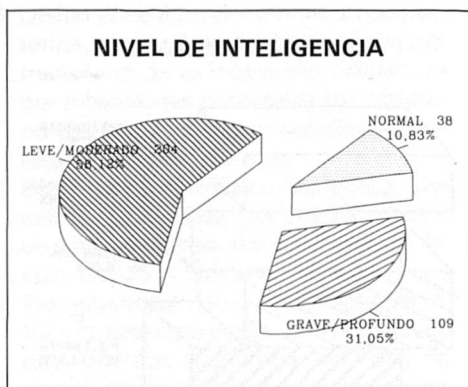 NIVEL DE INTELIGENCIA
NORMAL 38
10,83%
LEVE/MODERADO 204
58,12%
GRAVE/PROFUNDO 109
31,05%